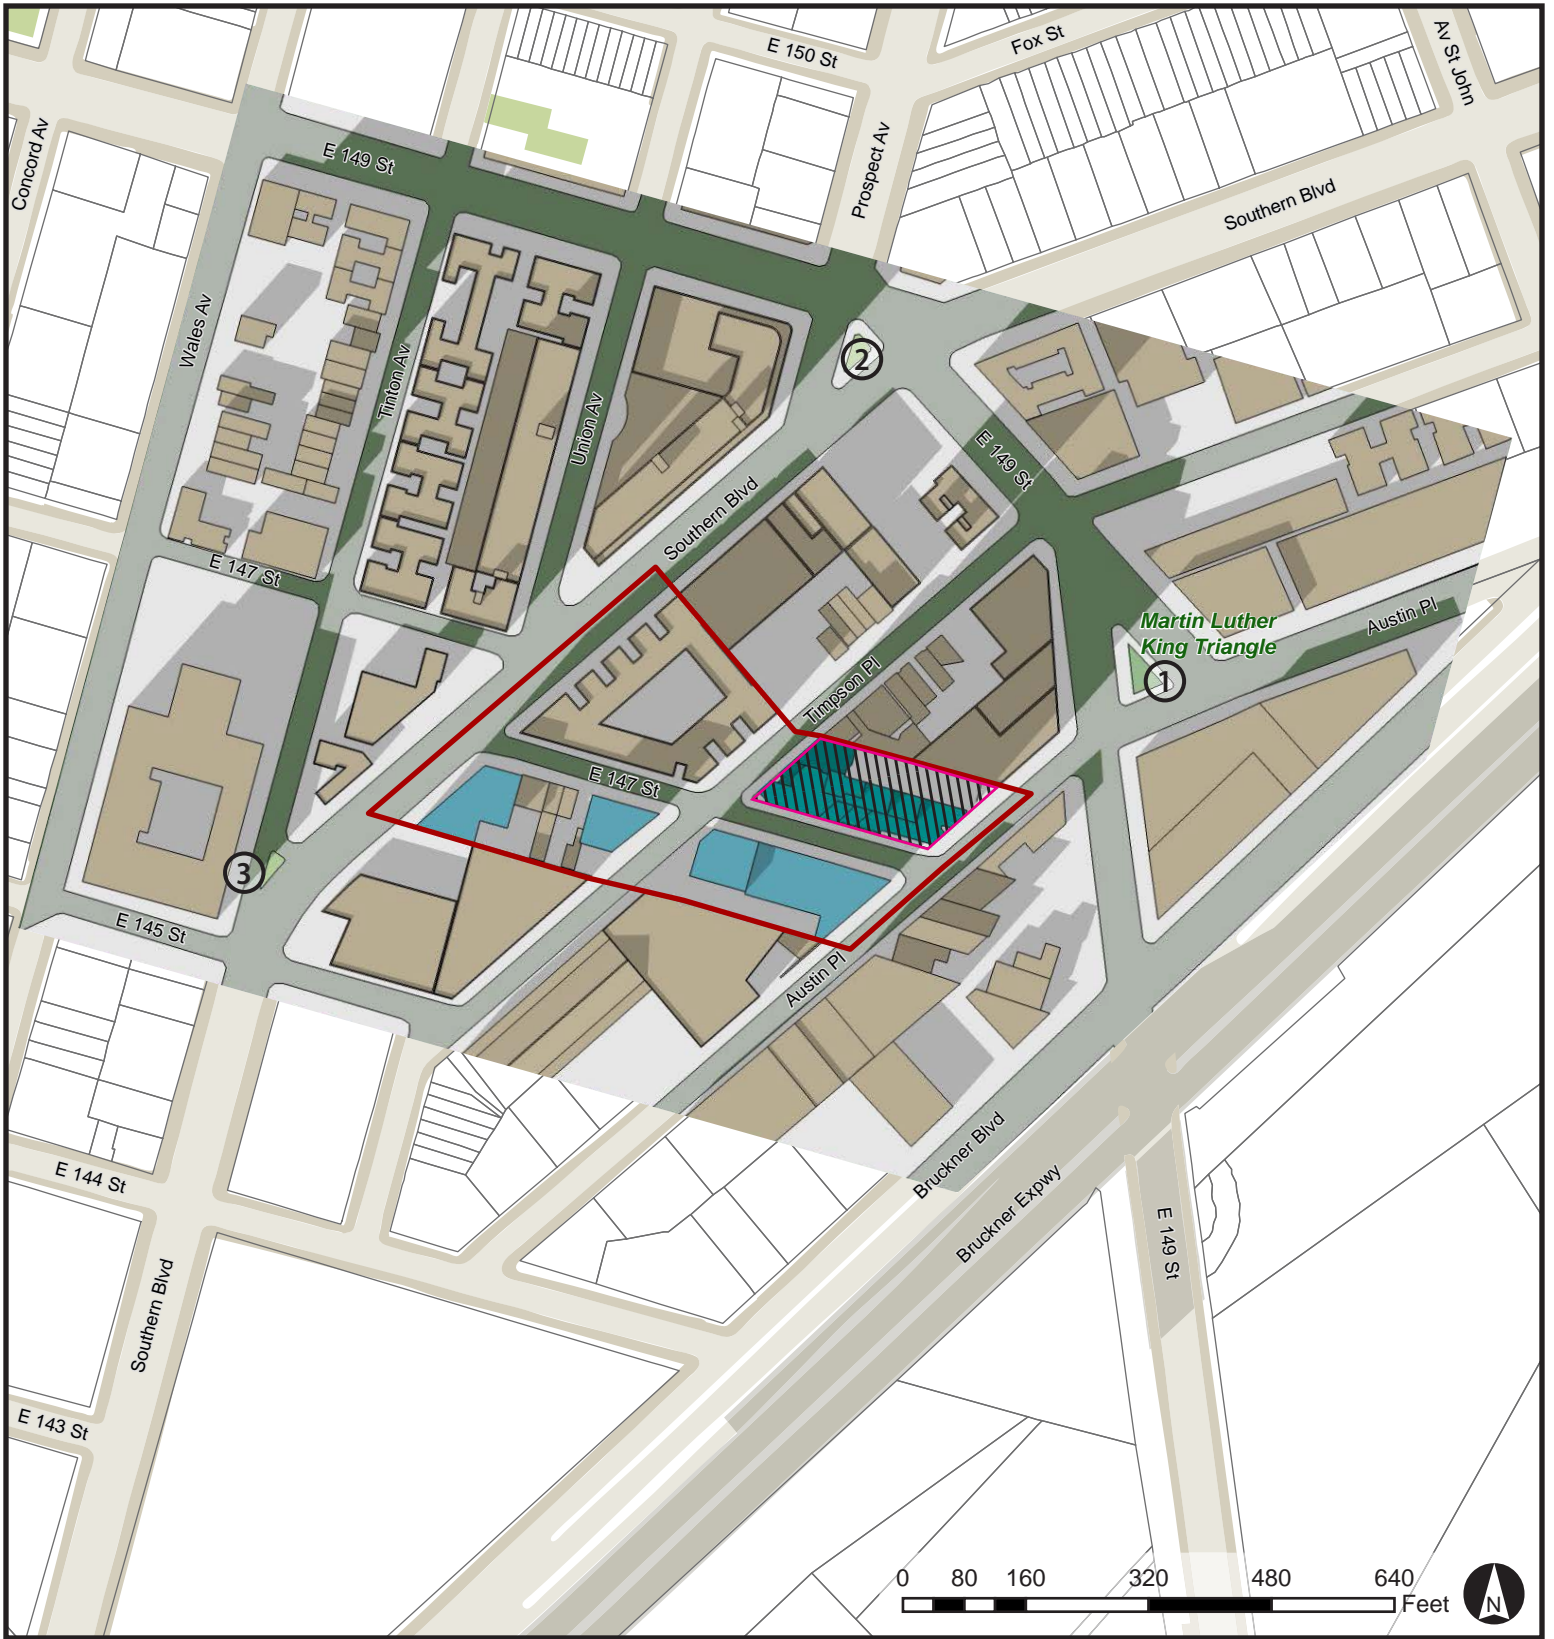 E 150 St
Fox St
Av St John
Concord Av
Prospect Av
E 149 St
Southern Blvd
Wales Av
Tinton Av
2
Union Av
E 149 St
Southern Blvd
E 147 St
Martin Luther
King Triangle
Austin Pl
1
Timpson Pl
E 147 St
3
E 145 St
Austin Pl
Bruckner Blvd
E 144 St
Bruckner Expwy
E 149 St
Southern Blvd
E 143 St
0 80 160 320 480 640
Feet
N